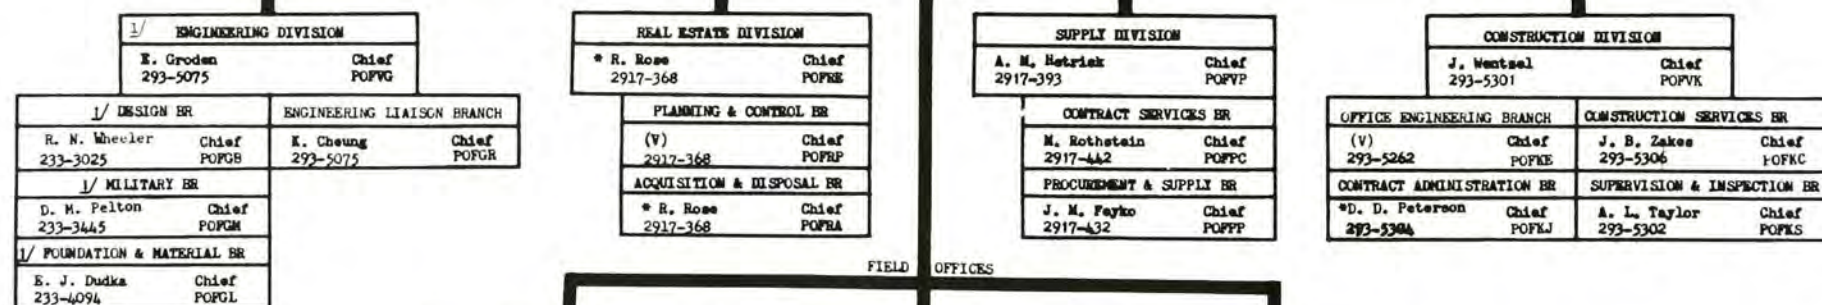 1/ ENGINEERING DIVISION
E. Groden Chief
293-5075 POFVG
1/ DESIGN BR
R. N. Wheeler Chief
233-3025 POFGB
1/ MILITARY BR
D. M. Pelton Chief
233-3445 POFGM
1/ FOUNDATION & MATERIAL BR
E. J. Dudka Chief
233-4094 POFGL
ENGINEERING LIAISON BRANCH
K. Cheung Chief
293-5075 POFGR
REAL ESTATE DIVISION
* R. Rose Chief
2917-368 POFRE
PLANNING & CONTROL BR
(V) Chief
2917-368 POFRP
ACQUISITION & DISPOSAL BR
* R. Rose Chief
2917-368 POFRA
SUPPLY DIVISION
A. M. Hetrick Chief
2917-393 POFVP
CONTRACT SERVICES BR
M. Rothstein Chief
2917-442 POFPC
PROCUREMENT & SUPPLY BR
J. M. Feyko Chief
2917-432 POFPP
CONSTRUCTION DIVISION
J. Wentzel Chief
293-5301 POFVK
OFFICE ENGINEERING BRANCH
(V) Chief
293-5262 POFKE
CONTRACT ADMINISTRATION BR
*D. D. Peterson Chief
293-5304 POFKJ
CONSTRUCTION SERVICES BR
J. B. Zakes Chief
293-5306 POFKC
SUPERVISION & INSPECTION BR
A. L. Taylor Chief
293-5302 POFKS
FIELD OFFICES